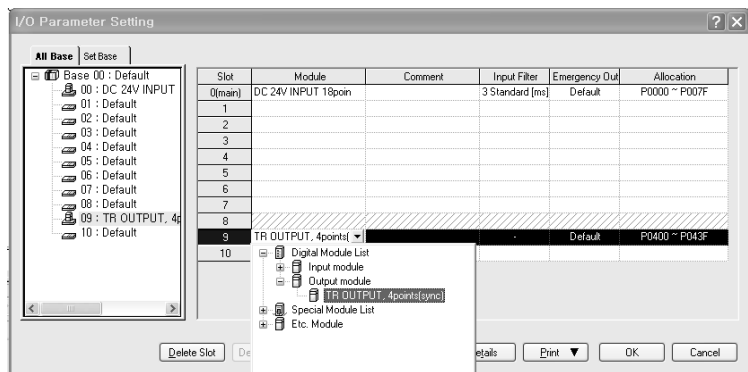 I/O Parameter Setting
All Base Set Base
Base 00 : Default
00 : DC 24V INPUT
01 : Default
02 : Default
03 : Default
04 : Default
05 : Default
06 : Default
07 : Default
08 : Default
09 : TR OUTPUT, 4p
10 : Default
Slot Module Comment Input Filter Emergency Out Allocation
0(main) DC 24V INPUT 18poin 3 Standard [ms] Default P0000 ~ P007F
1
2
3
4
5
6
7
8
9 TR OUTPUT, 4points( - Default P0400 ~ P043F
10
Digital Module List
Input module
Output module
TR OUTPUT, 4points(sync)
Special Module List
Etc. Module
Delete Slot De etails Print ▼ OK Cancel